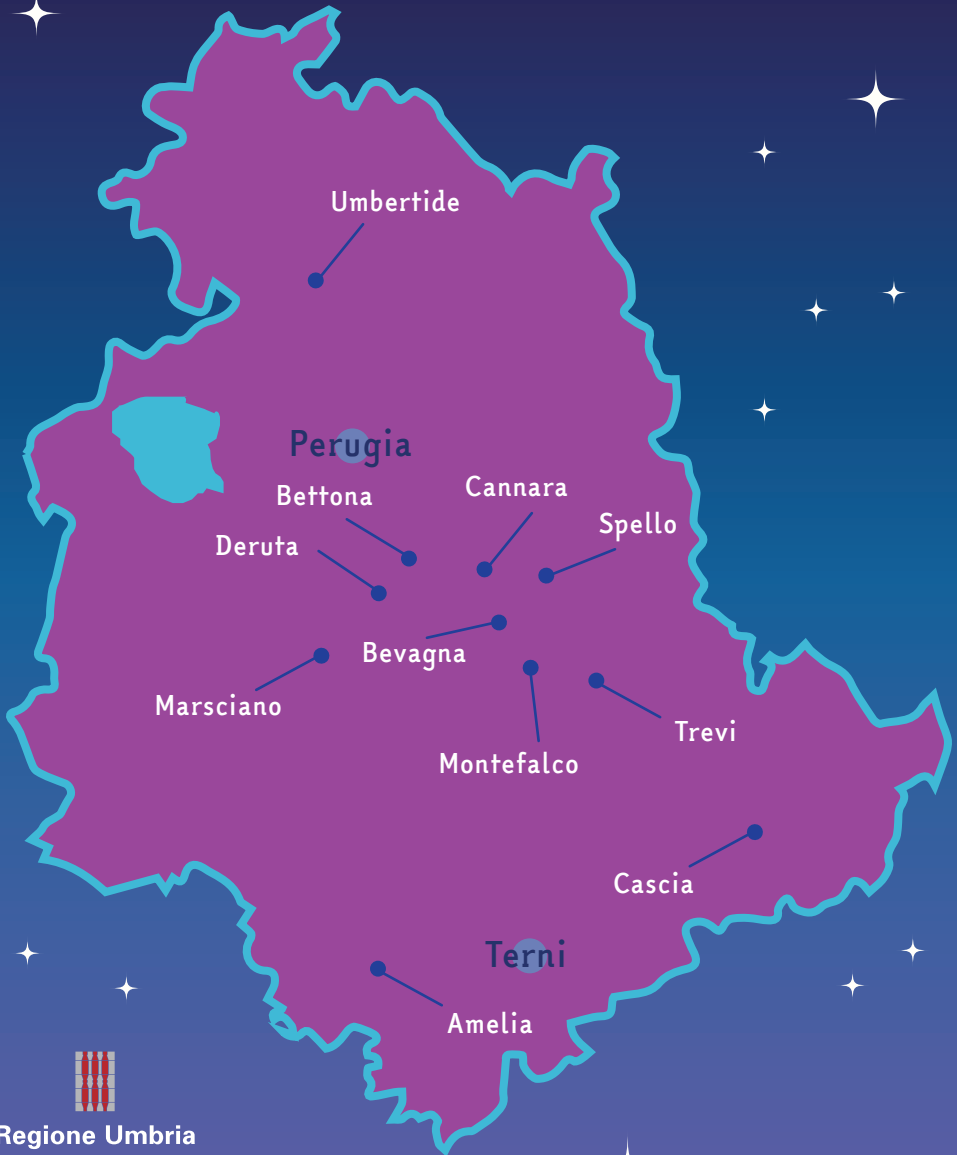 Umbertide
Perugia
Cannara
Bettona
Spello
Deruta
Bevagna
Marsciano
Trevi
Montefalco
Cascia
Terni
Amelia
Regione Umbria